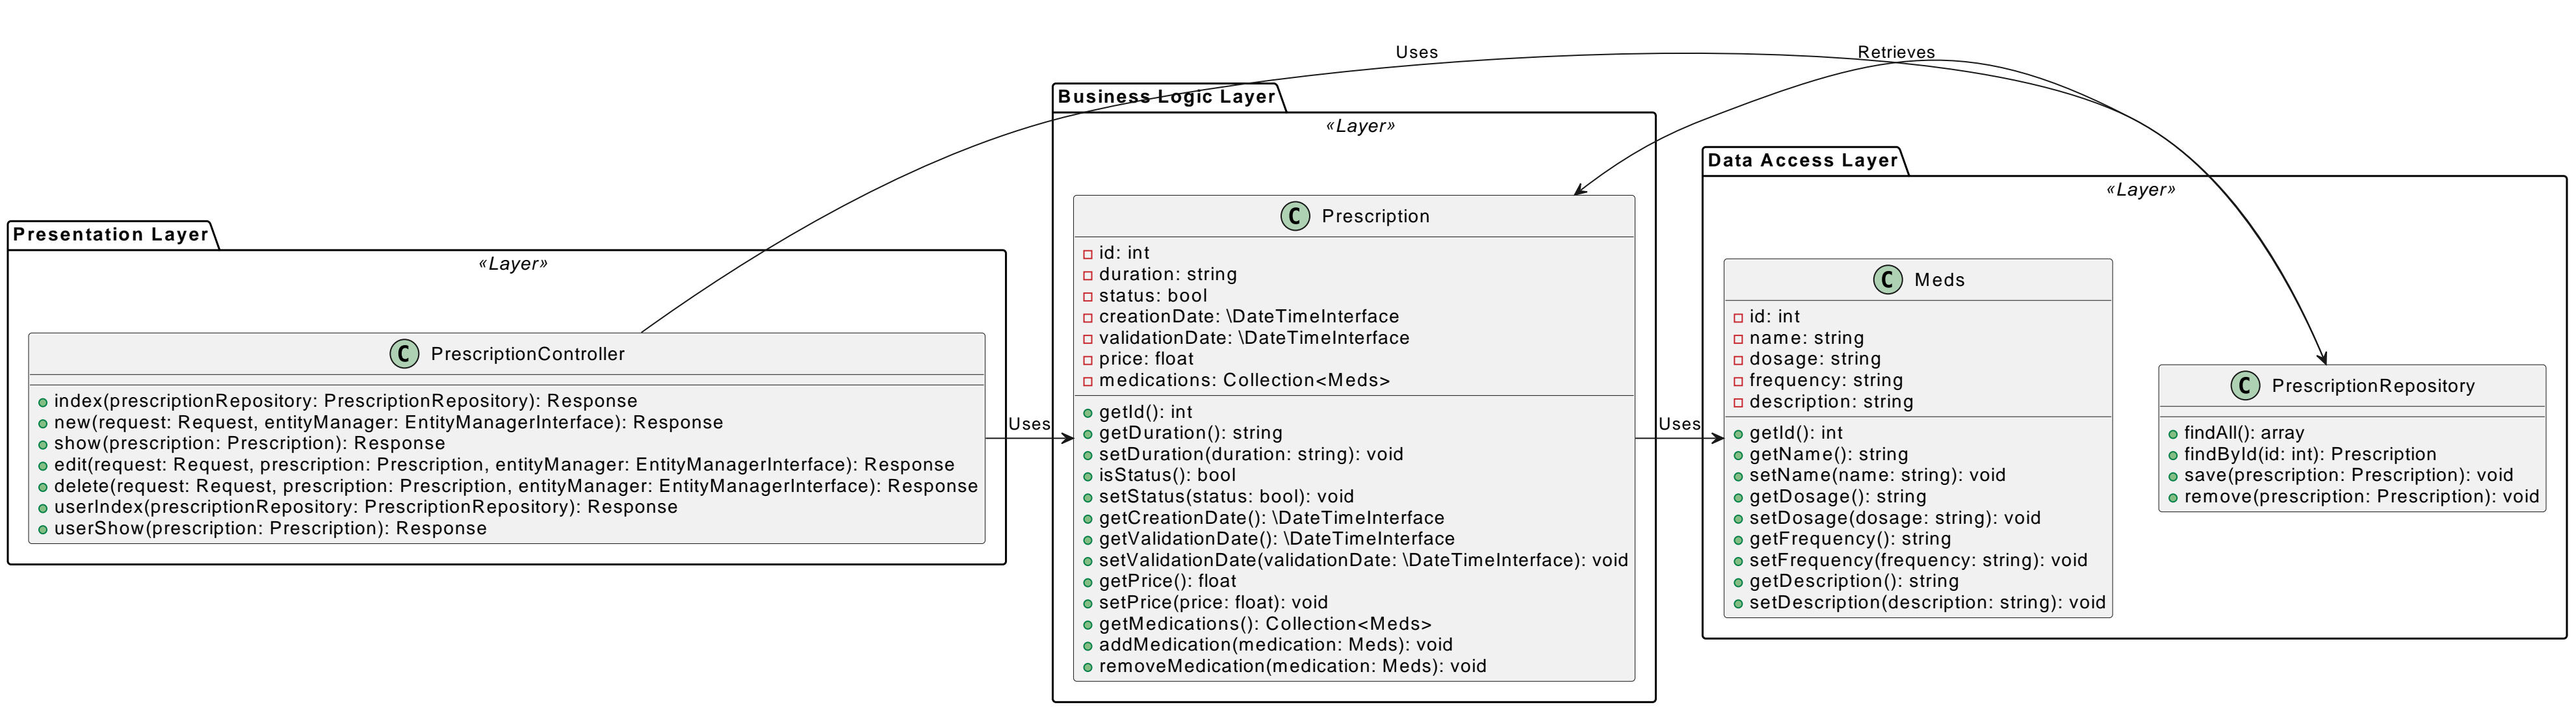 Uses
Retrieves
Presentation Layer
«Layer»
C PrescriptionController
index(prescriptionRepository: PrescriptionRepository): Response
new(request: Request, entityManager: EntityManagerInterface): Response
show(prescription: Prescription): Response
edit(request: Request, prescription: Prescription, entityManager: EntityManagerInterface): Response
delete(request: Request, prescription: Prescription, entityManager: EntityManagerInterface): Response
userIndex(prescriptionRepository: PrescriptionRepository): Response
userShow(prescription: Prescription): Response
Uses
Business Logic Layer
«Layer»
C Prescription
id: int
duration: string
status: bool
creationDate: \DateTimeInterface
validationDate: \DateTimeInterface
price: float
medications: Collection<Meds>
getId(): int
getDuration(): string
setDuration(duration: string): void
isStatus(): bool
setStatus(status: bool): void
getCreationDate(): \DateTimeInterface
getValidationDate(): \DateTimeInterface
setValidationDate(validationDate: \DateTimeInterface): void
getPrice(): float
setPrice(price: float): void
getMedications(): Collection<Meds>
addMedication(medication: Meds): void
removeMedication(medication: Meds): void
Uses
Data Access Layer
«Layer»
C Meds
id: int
name: string
dosage: string
frequency: string
description: string
getId(): int
getName(): string
setName(name: string): void
getDosage(): string
setDosage(dosage: string): void
getFrequency(): string
setFrequency(frequency: string): void
getDescription(): string
setDescription(description: string): void
C PrescriptionRepository
findAll(): array
findById(id: int): Prescription
save(prescription: Prescription): void
remove(prescription: Prescription): void